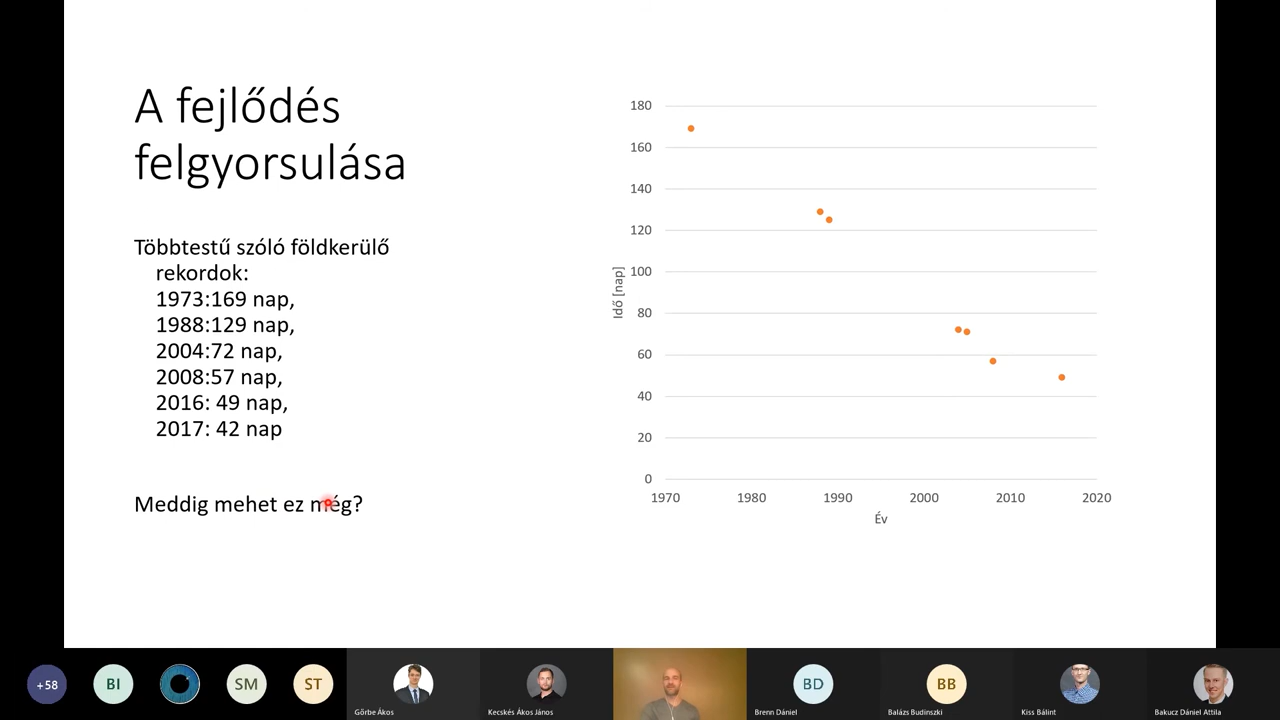 A fejlődés
felgyorsulása
Többtestű szóló földkerülő
rekordok:
1973:169 nap,
1988:129 nap,
2004:72 nap,
2008:57 nap,
2016: 49 nap,
2017: 42 nap
Meddig mehet ez még?
180
160
140
120
100
80
60
40
20
0
Idő [nap]
1970 1980 1990 2000 2010 2020
Év
+58 BI SM ST BD BB
Gőrbe Ákos Kecskés Ákos János Brenn Dániel Balázs Budinszki Kiss Bálint Bakucz Dániel Attila